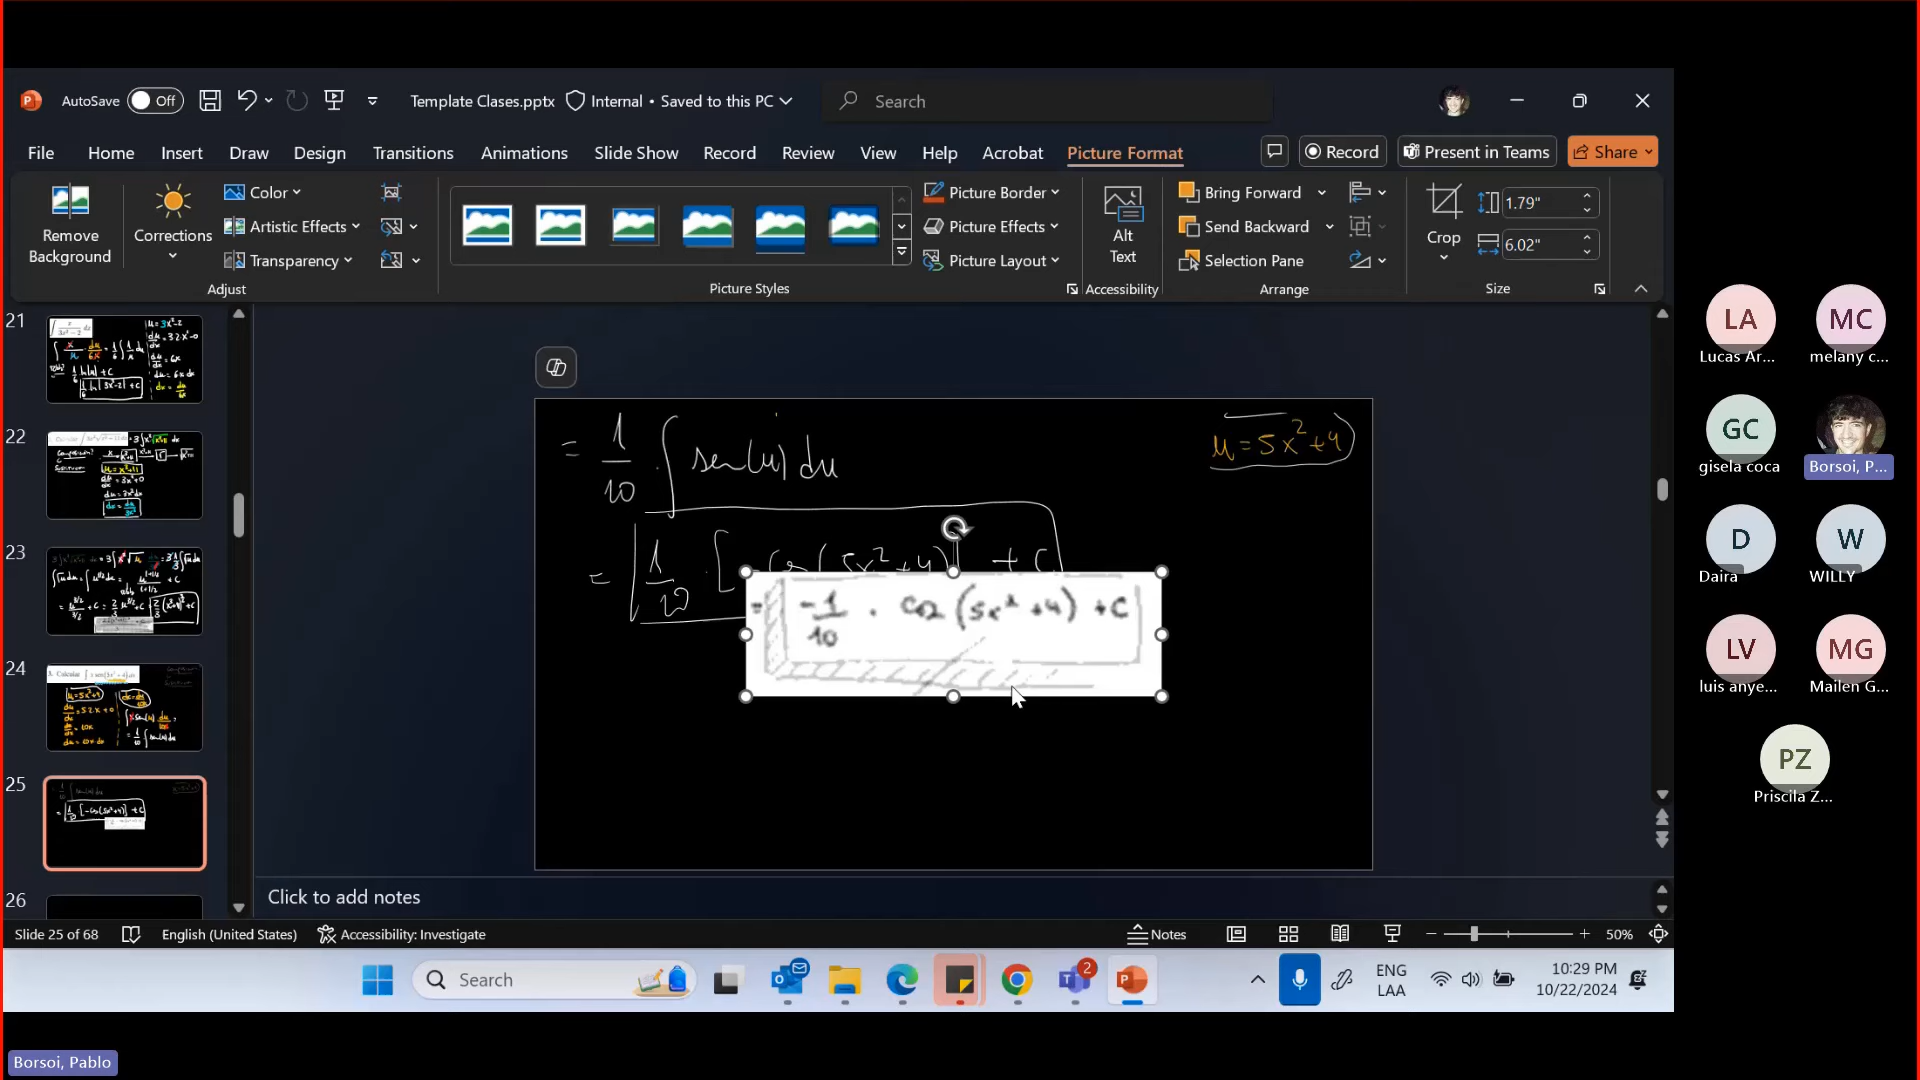 AutoSave Off Template Clases.pptx Internal • Saved to this PC Search
File Home Insert Draw Design Transitions Animations Slide Show Record Review View Help Acrobat Picture Format Record Present in Teams Share
Remove Background
Corrections
Color
Artistic Effects
Transparency
Adjust
Picture Styles
Picture Border
Picture Effects
Picture Layout
Alt Text
Accessibility
Bring Forward
Send Backward
Selection Pane
Arrange
Crop
1.79"
6.02"
Size
21
22
23
24
3. Calcular
25
26
= 1/10 · ∫ sen(u) du
u = 5x² + 4
= 1/10 · [-cos(5x²+4)] + C
= -1/10 · cos (5x² + 4) + C
Click to add notes
Slide 25 of 68 English (United States) Accessibility: Investigate Notes 50%
Search
2
ENG
LAA
10:29 PM
10/22/2024
LA
Lucas Ar...
MC
melany c...
GC
gisela coca
Borsoi, P...
D
Daira
W
WILLY
LV
luis anye...
MG
Mailen G...
PZ
Priscila Z...
Borsoi, Pablo